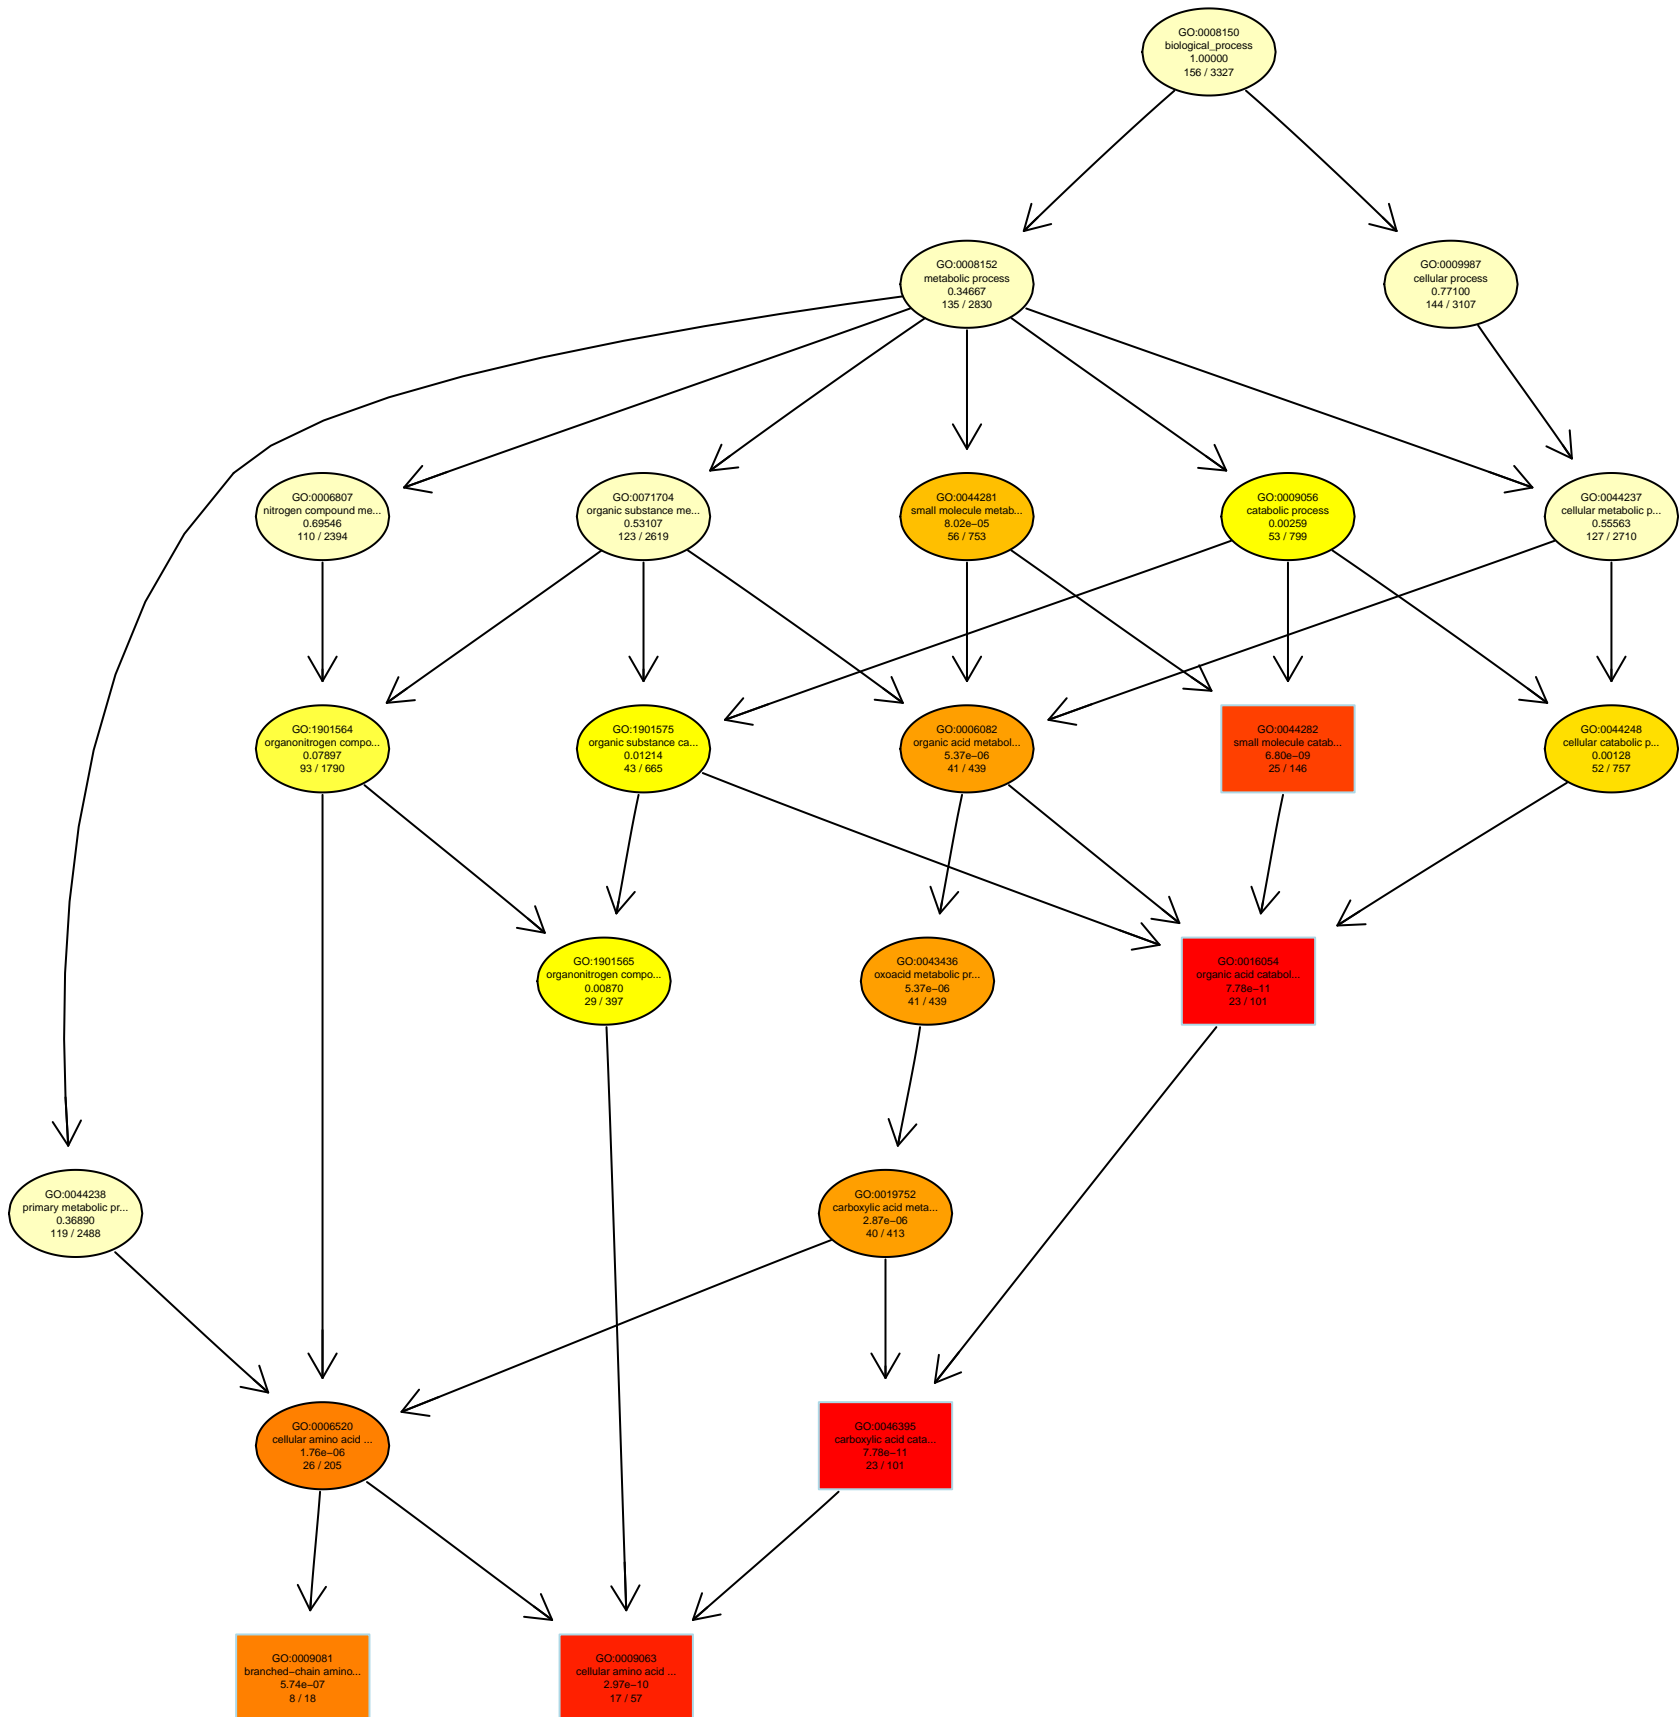 GO:0008150
biological_process
1.00000
156 / 3327
GO:0008152
metabolic process
0.34667
135 / 2830
GO:0009987
cellular process
0.77100
144 / 3107
GO:0006807
nitrogen compound me...
0.69546
110 / 2394
GO:0071704
organic substance me...
0.53107
123 / 2619
GO:0044281
small molecule metab...
8.02e−05
56 / 753
GO:0009056
catabolic process
0.00259
53 / 799
GO:0044237
cellular metabolic p...
0.55563
127 / 2710
GO:1901564
organonitrogen compo...
0.07897
93 / 1790
GO:1901575
organic substance ca...
0.01214
43 / 665
GO:0006082
organic acid metabol...
5.37e−06
41 / 439
GO:0044282
small molecule catab...
6.80e−09
25 / 146
GO:0044248
cellular catabolic p...
0.00128
52 / 757
GO:1901565
organonitrogen compo...
0.00870
29 / 397
GO:0043436
oxoacid metabolic pr...
5.37e−06
41 / 439
GO:0016054
organic acid catabol...
7.78e−11
23 / 101
GO:0044238
primary metabolic pr...
0.36890
119 / 2488
GO:0019752
carboxylic acid meta...
2.87e−06
40 / 413
GO:0006520
cellular amino acid ...
1.76e−06
26 / 205
GO:0046395
carboxylic acid cata...
7.78e−11
23 / 101
GO:0009081
branched−chain amino...
5.74e−07
8 / 18
GO:0009063
cellular amino acid ...
2.97e−10
17 / 57